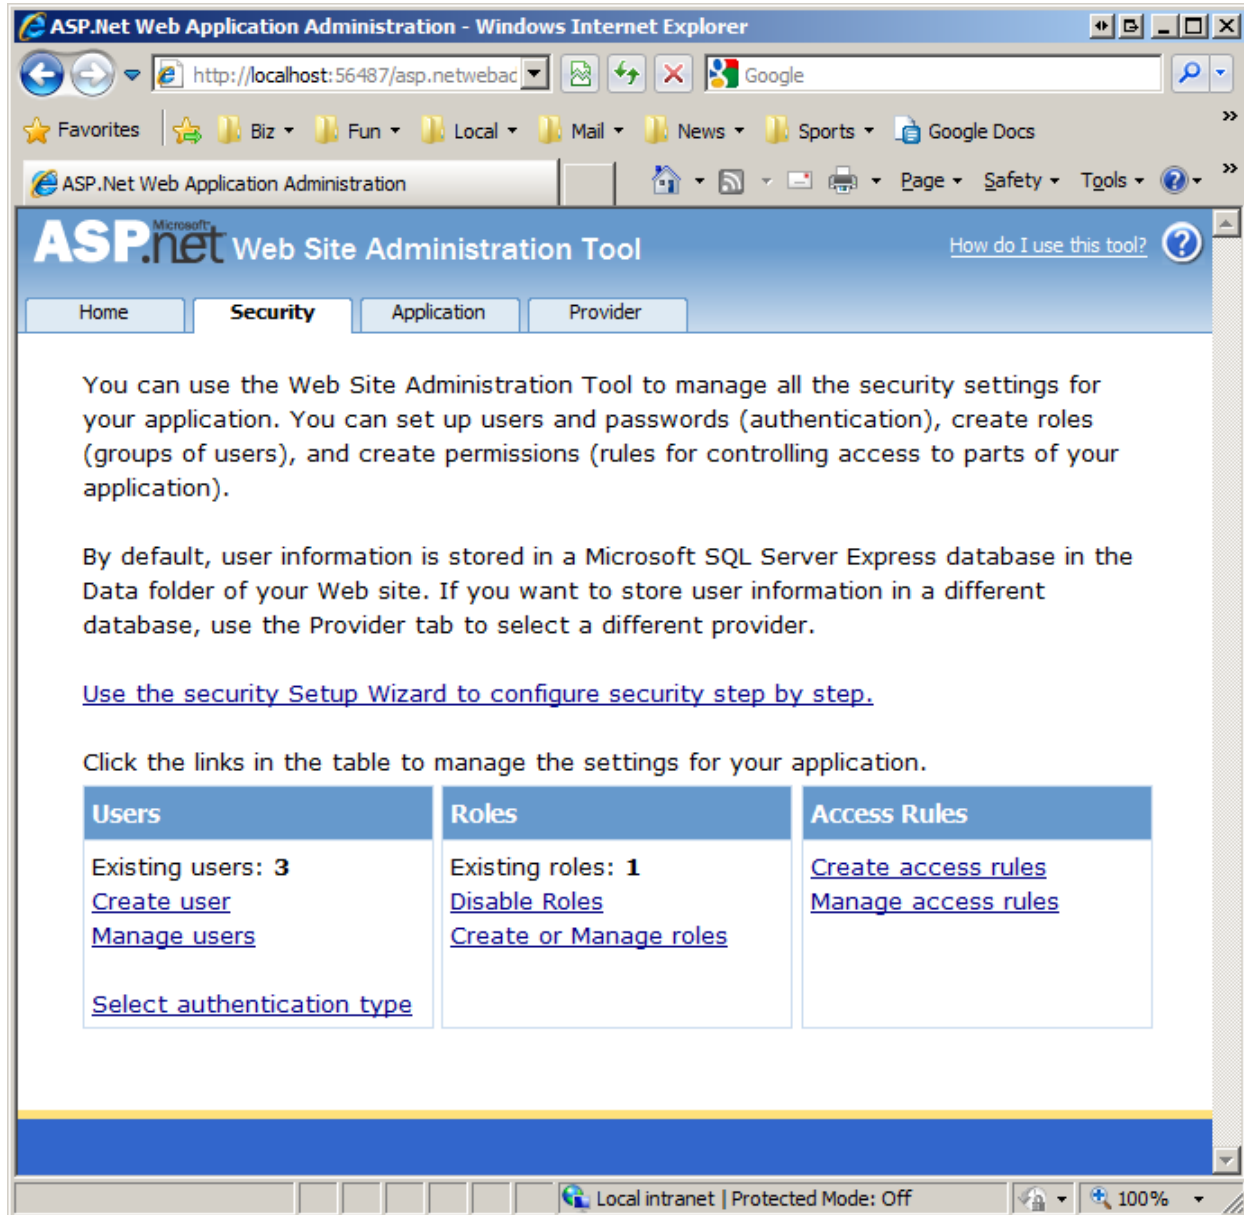 ASP.Net Web Application Administration - Windows Internet Explorer
http://localhost:56487/asp.netwebac
Google
Favorites Biz Fun Local Mail News Sports Google Docs »
ASP.Net Web Application Administration Page Safety Tools »
Microsoft
ASP.net Web Site Administration Tool How do I use this tool? ?
Home Security Application Provider
You can use the Web Site Administration Tool to manage all the security settings for
your application. You can set up users and passwords (authentication), create roles
(groups of users), and create permissions (rules for controlling access to parts of your
application).
By default, user information is stored in a Microsoft SQL Server Express database in the
Data folder of your Web site. If you want to store user information in a different
database, use the Provider tab to select a different provider.
Use the security Setup Wizard to configure security step by step.
Click the links in the table to manage the settings for your application.
Users
Existing users: 3
Create user
Manage users
Select authentication type
Roles
Existing roles: 1
Disable Roles
Create or Manage roles
Access Rules
Create access rules
Manage access rules
Local intranet | Protected Mode: Off 100%